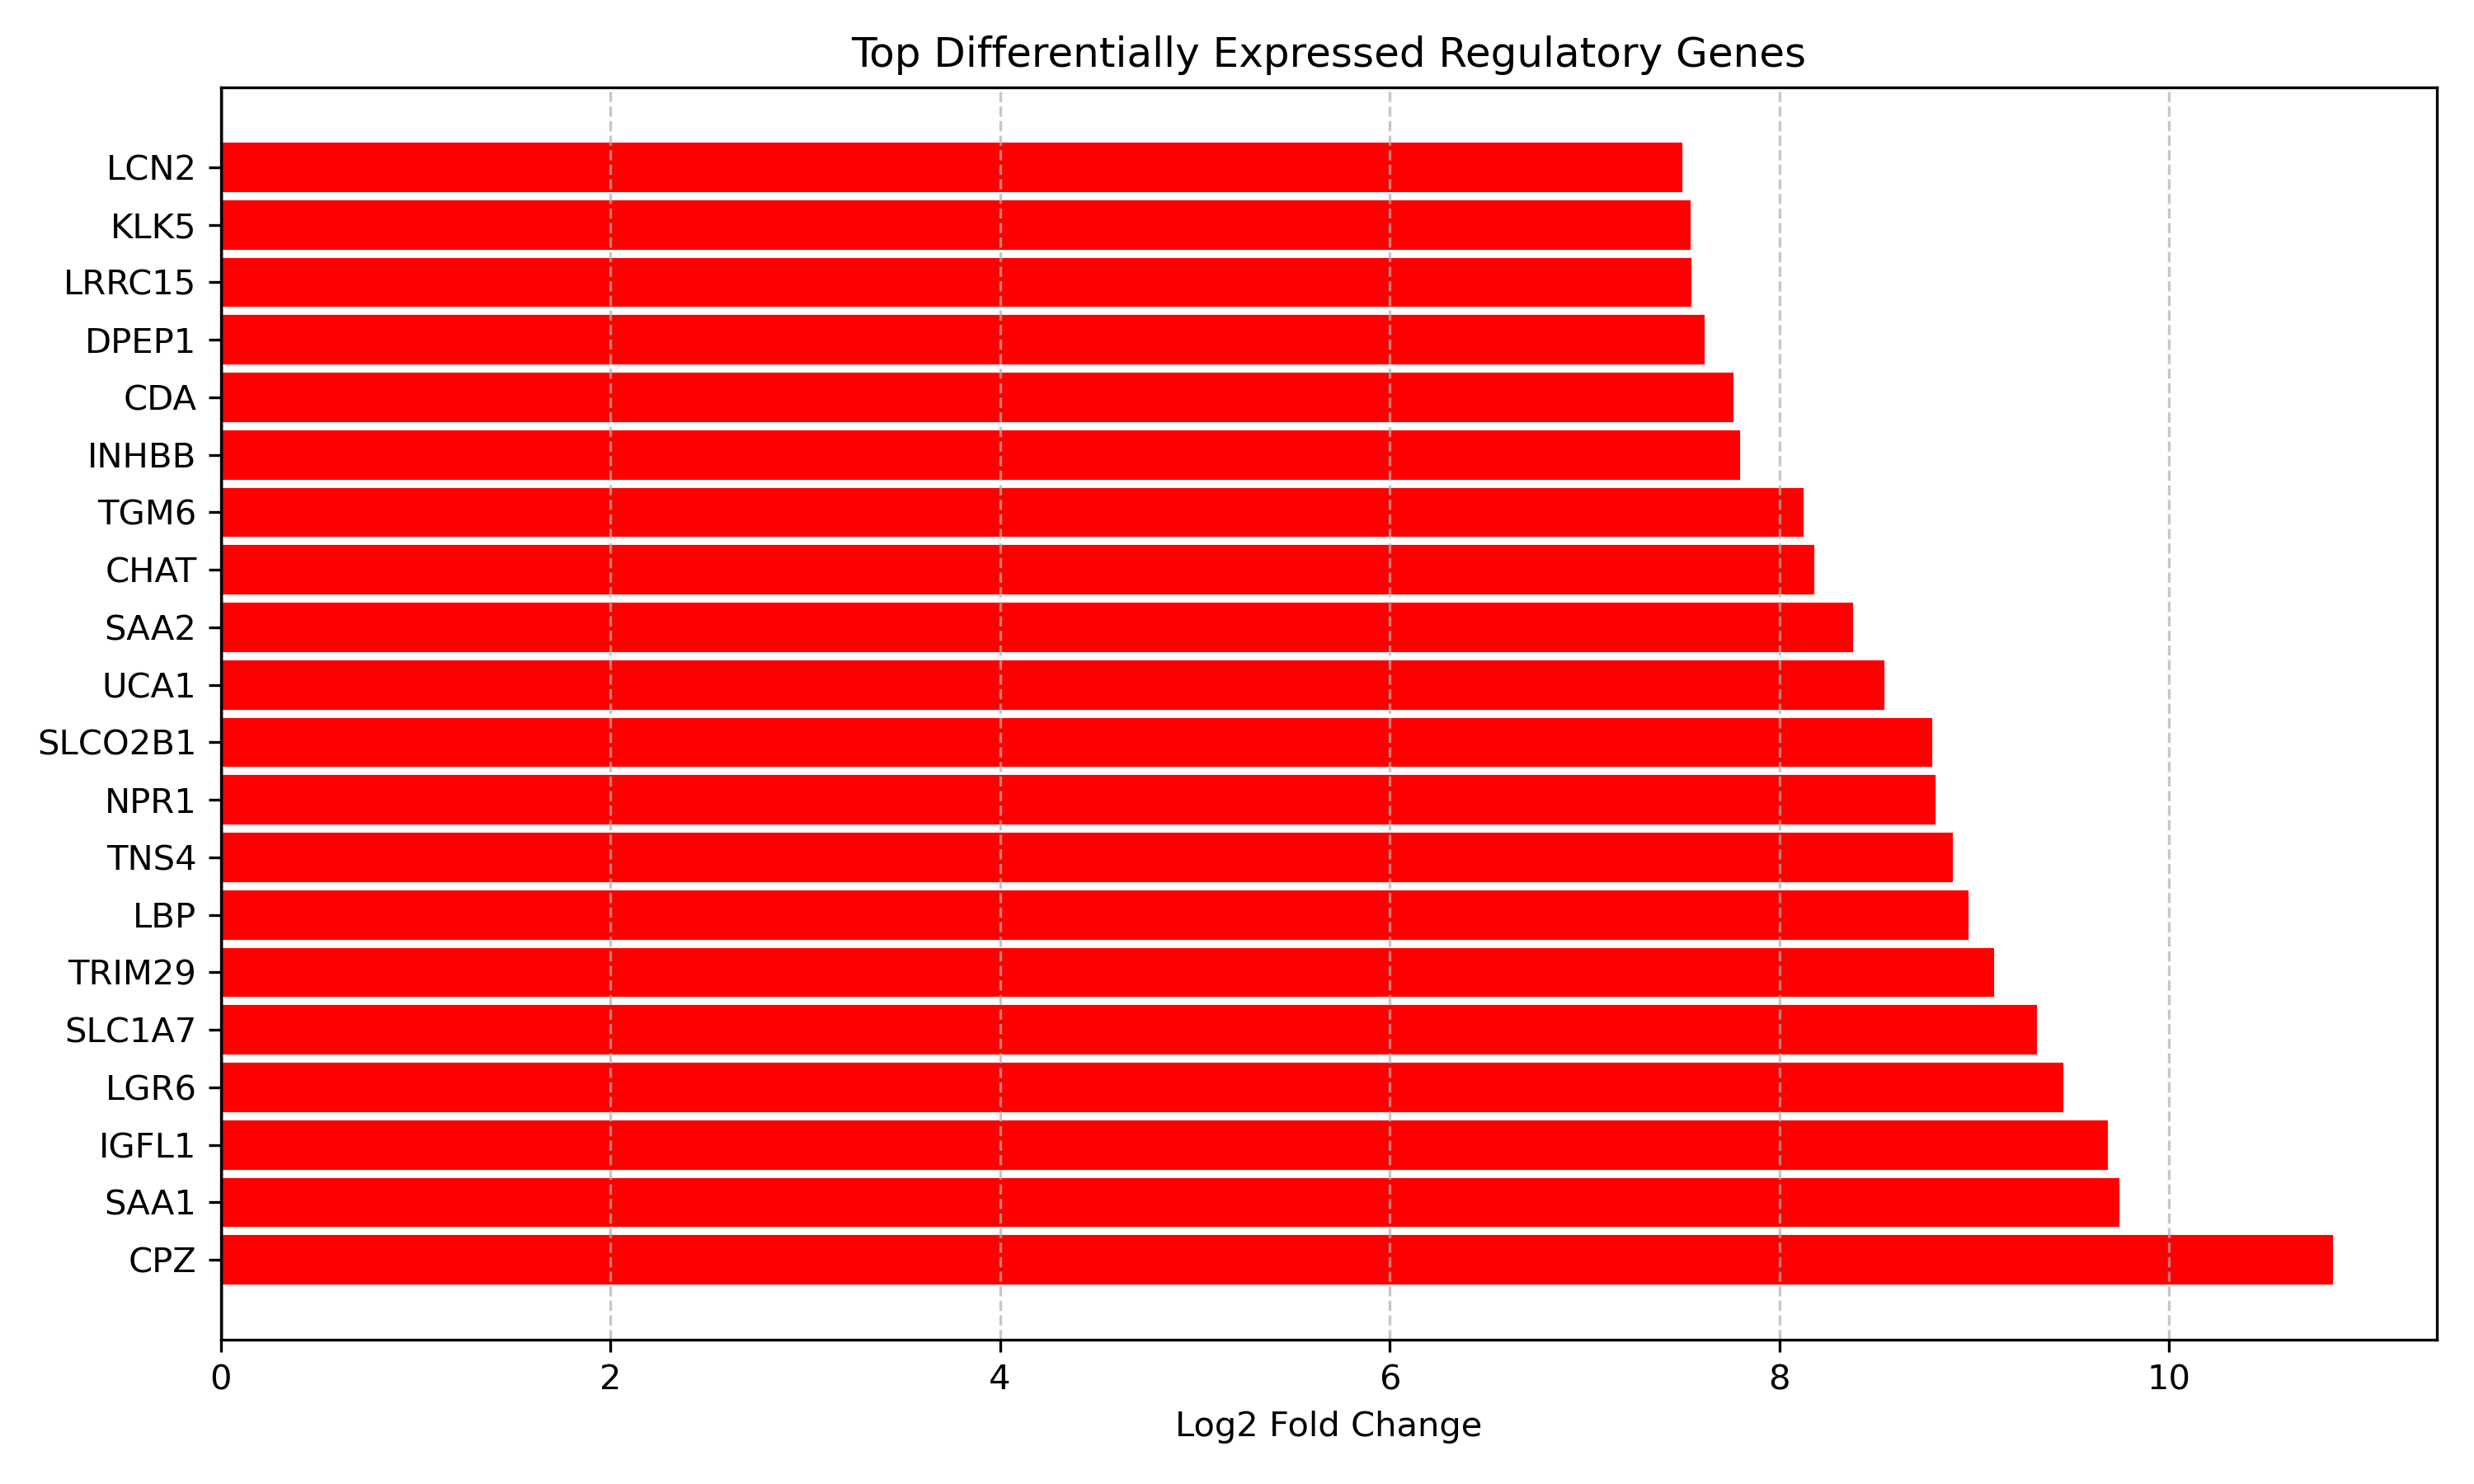 Top Differentially Expressed Regulatory Genes
LCN2
KLK5
LRRC15
DPEP1
CDA
INHBB
TGM6
CHAT
SAA2
UCA1
SLCO2B1
NPR1
TNS4
LBP
TRIM29
SLC1A7
LGR6
IGFL1
SAA1
CPZ
0 2 4 6 8 10
Log2 Fold Change